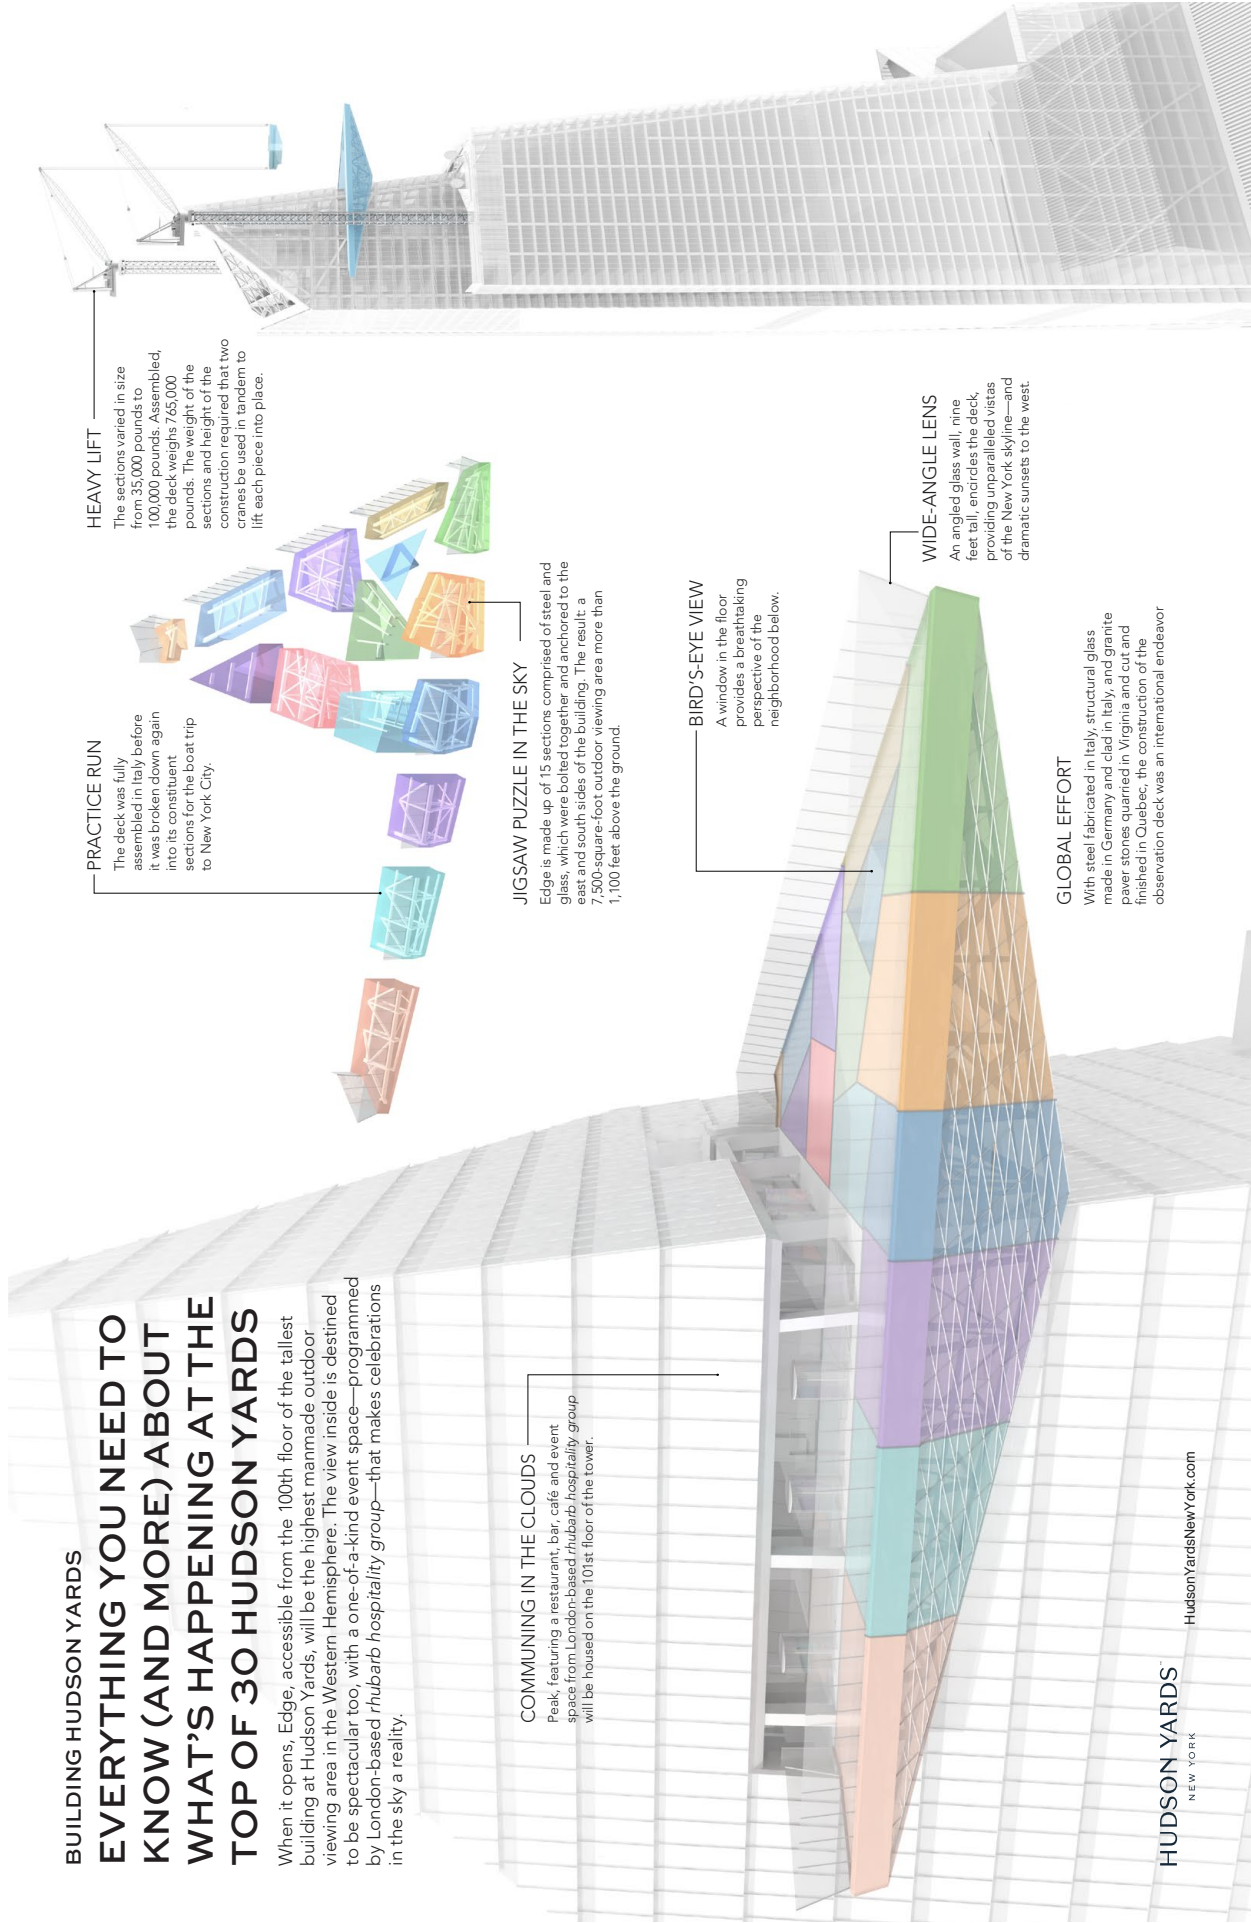 BUILDING HUDSON YARDS
EVERYTHING YOU NEED TO
KNOW (AND MORE) ABOUT
WHAT'S HAPPENING AT THE
TOP OF 30 HUDSON YARDS
When it opens, Edge, accessible from the 100th floor of the tallest
building at Hudson Yards, will be the highest manmade outdoor
viewing area in the Western Hemisphere. The view inside is destined
to be spectacular too, with a one-of-a-kind event space—programmed
by London-based rhubarb hospitality group—that makes celebrations
in the sky a reality.
PRACTICE RUN
The deck was fully
assembled in Italy before
it was broken down again
into its constituent
sections for the boat trip
to New York City.
HEAVY LIFT
The sections varied in size
from 35,000 pounds to
100,000 pounds. Assembled,
the deck weighs 765,000
pounds. The weight of the
sections and height of the
construction required that two
cranes be used in tandem to
lift each piece into place.
COMMUNING IN THE CLOUDS
Peak, featuring a restaurant, bar, café and event
space from London-based rhubarb hospitality group
will be housed on the 101st floor of the tower.
JIGSAW PUZZLE IN THE SKY
Edge is made up of 15 sections comprised of steel and
glass, which were bolted together and anchored to the
east and south sides of the building. The result: a
7,500-square-foot outdoor viewing area more than
1,100 feet above the ground.
BIRD'S-EYE VIEW
A window in the floor
provides a breathtaking
perspective of the
neighborhood below.
WIDE-ANGLE LENS
An angled glass wall, nine
feet tall, encircles the deck,
providing unparalleled vistas
of the New York skyline—and
dramatic sunsets to the west.
GLOBAL EFFORT
With steel fabricated in Italy, structural glass
made in Germany and clad in Italy, and granite
paver stones quarried in Virginia and cut and
finished in Quebec, the construction of the
observation deck was an international endeavor
HUDSON YARDS
NEW YORK
HudsonYardsNewYork.com